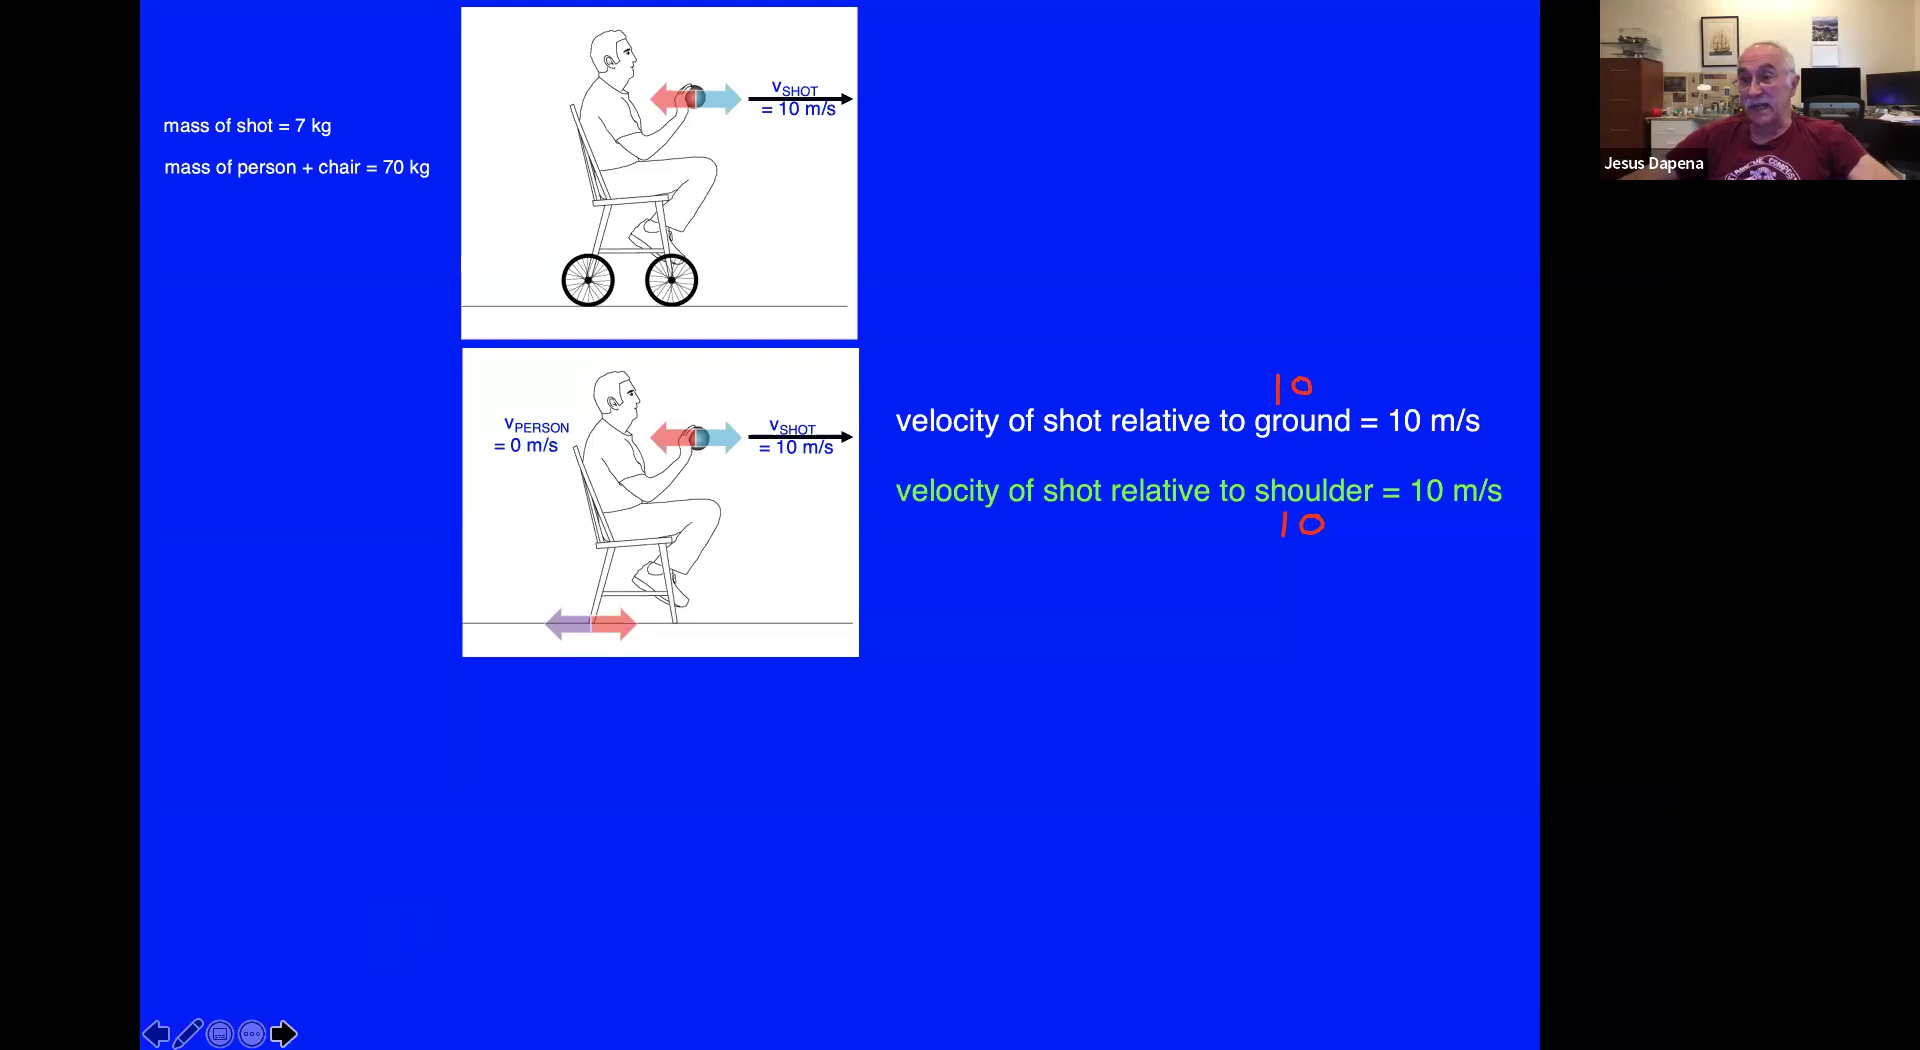 mass of shot = 7 kg
mass of person + chair = 70 kg
vSHOT
= 10 m/s
vPERSON
= 0 m/s
vSHOT
= 10 m/s
10
velocity of shot relative to ground = 10 m/s
velocity of shot relative to shoulder = 10 m/s
10
Jesus Dapena